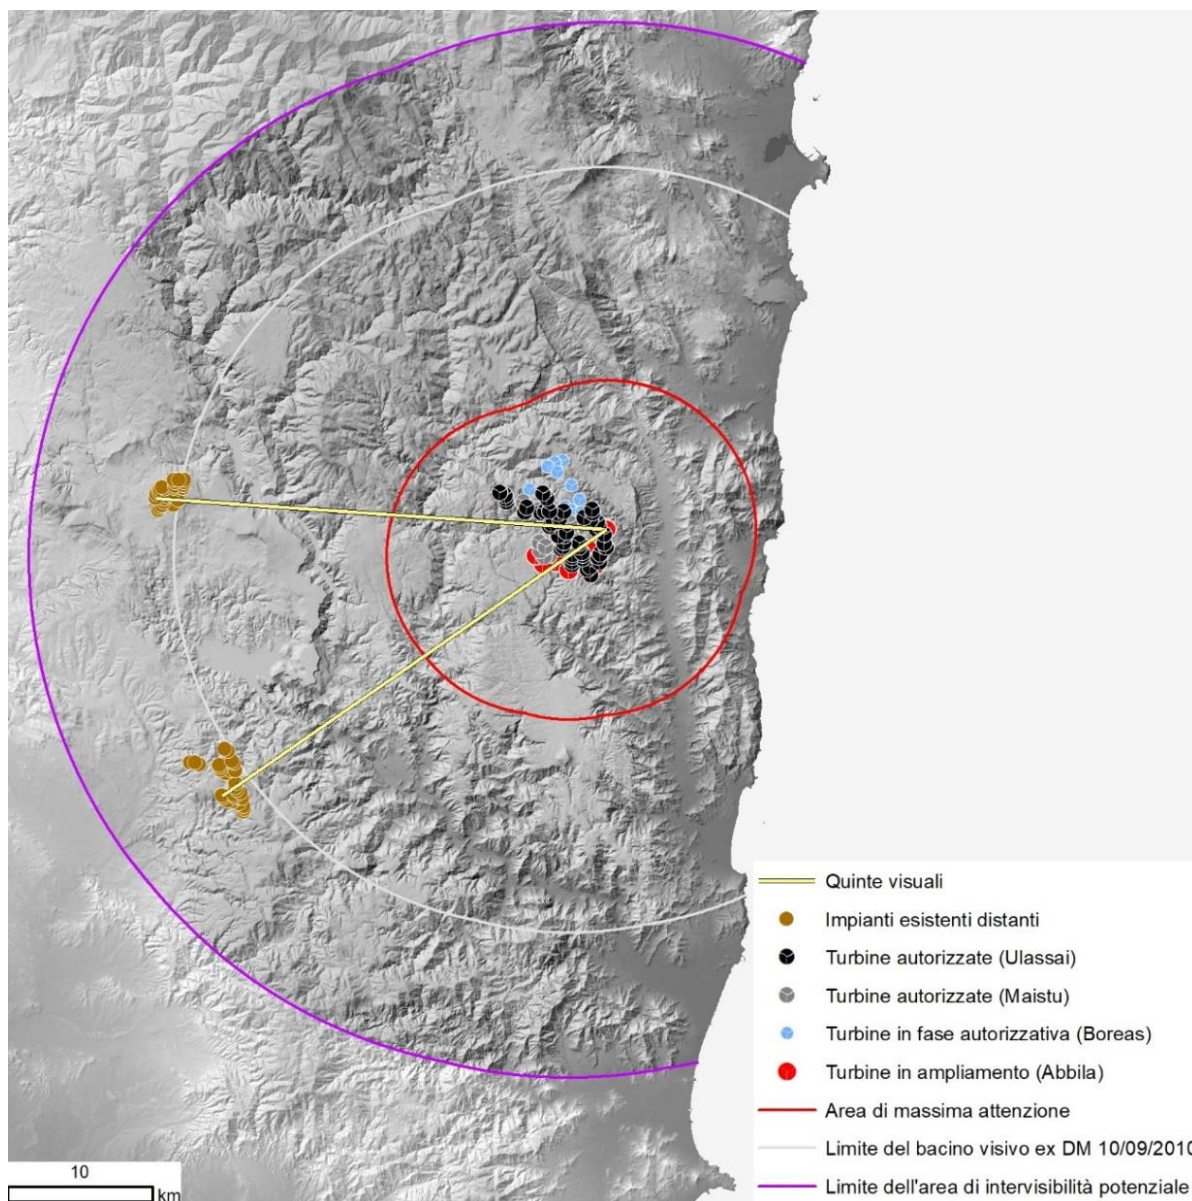 Quinte visuali
Impianti esistenti distanti
Turbine autorizzate (Ulassai)
Turbine autorizzate (Maistu)
Turbine in fase autorizzativa (Boreas)
Turbine in ampliamento (Abbila)
Area di massima attenzione
Limite del bacino visivo ex DM 10/09/2010
Limite dell'area di intervisibilità potenziale
10
km